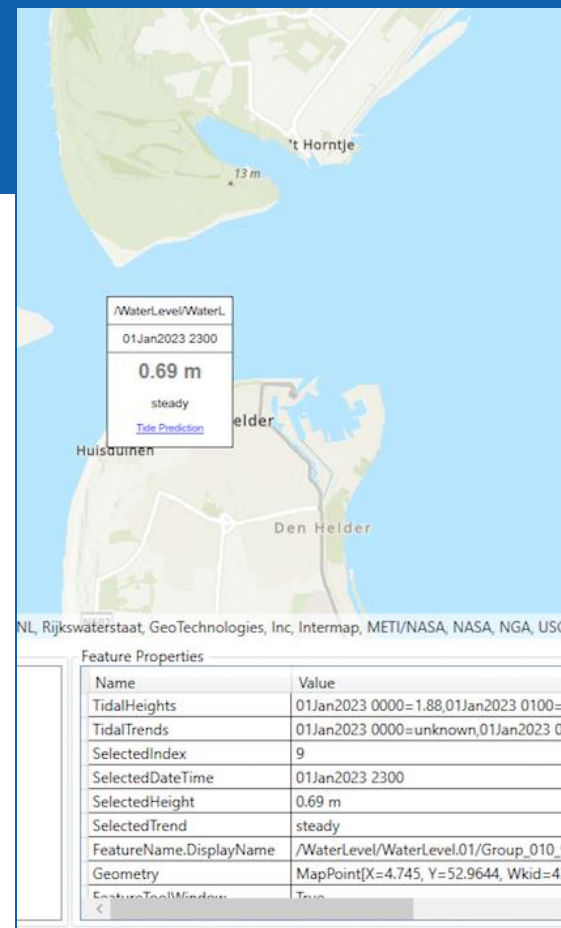 't Horntje
13 m
/WaterLevel/WaterL
01Jan2023 2300
0.69 m
steady
Tide Prediction
elder
Huisduinen
Den Helder
NL, Rijkswaterstaat, GeoTechnologies, Inc, Intermap, METI/NASA, NASA, NGA, USG
Feature Properties
Name Value
TidalHeights 01Jan2023 0000=1.88,01Jan2023 0100=
TidalTrends 01Jan2023 0000=unknown,01Jan2023 0
SelectedIndex 9
SelectedDateTime 01Jan2023 2300
SelectedHeight 0.69 m
SelectedTrend steady
FeatureName.DisplayName /WaterLevel/WaterLevel.01/Group_010_
Geometry MapPoint[X=4.745, Y=52.9644, Wkid=4
FeatureToolWindow True